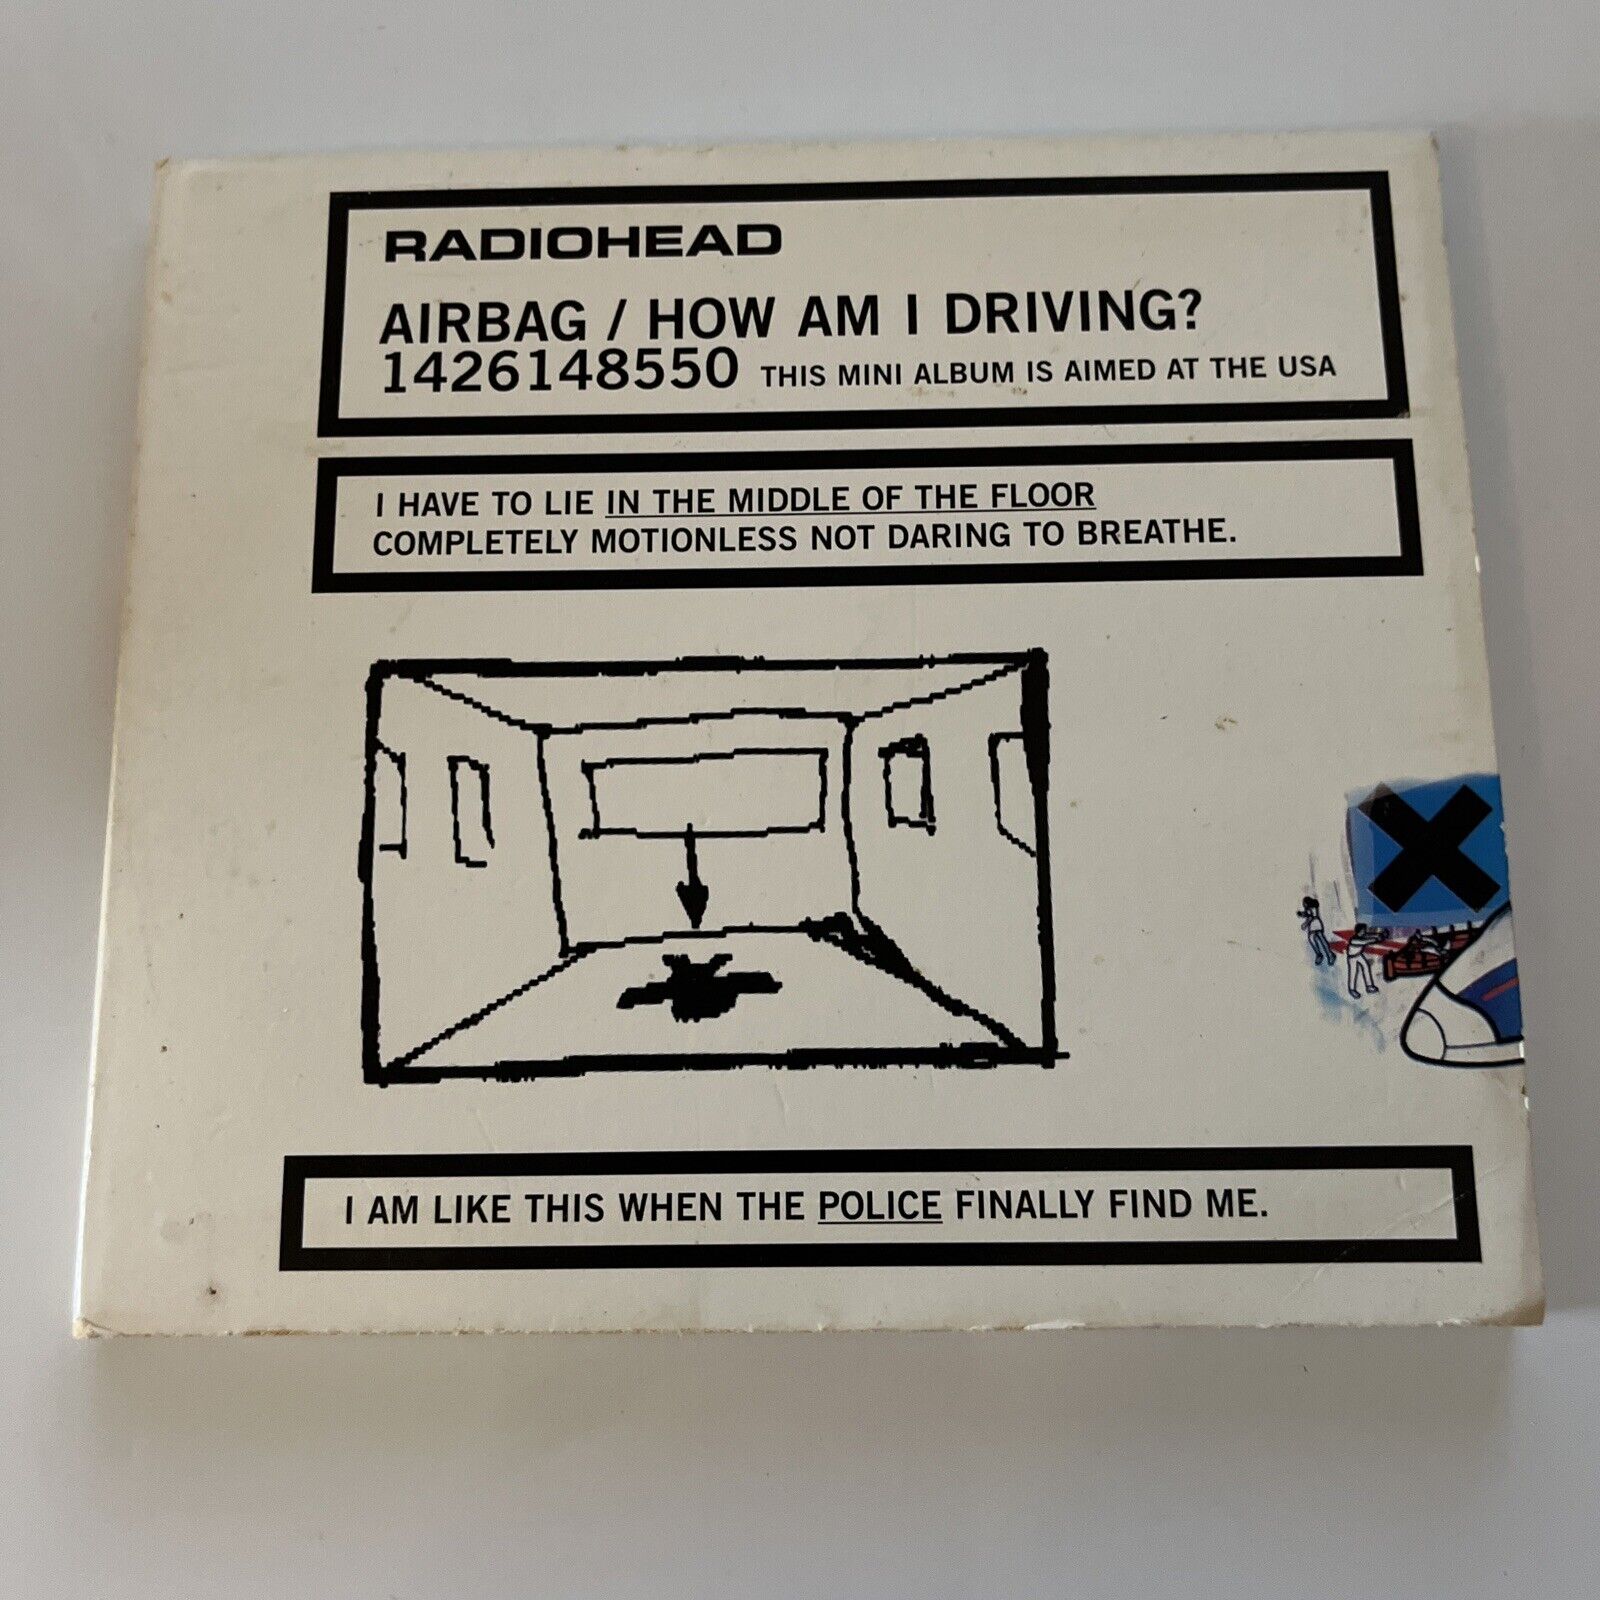 RADIOHEAD
AIRBAG / HOW AM I DRIVING?
1426148550 THIS MINI ALBUM IS AIMED AT THE USA
I HAVE TO LIE IN THE MIDDLE OF THE FLOOR
COMPLETELY MOTIONLESS NOT DARING TO BREATHE.
I AM LIKE THIS WHEN THE POLICE FINALLY FIND ME.